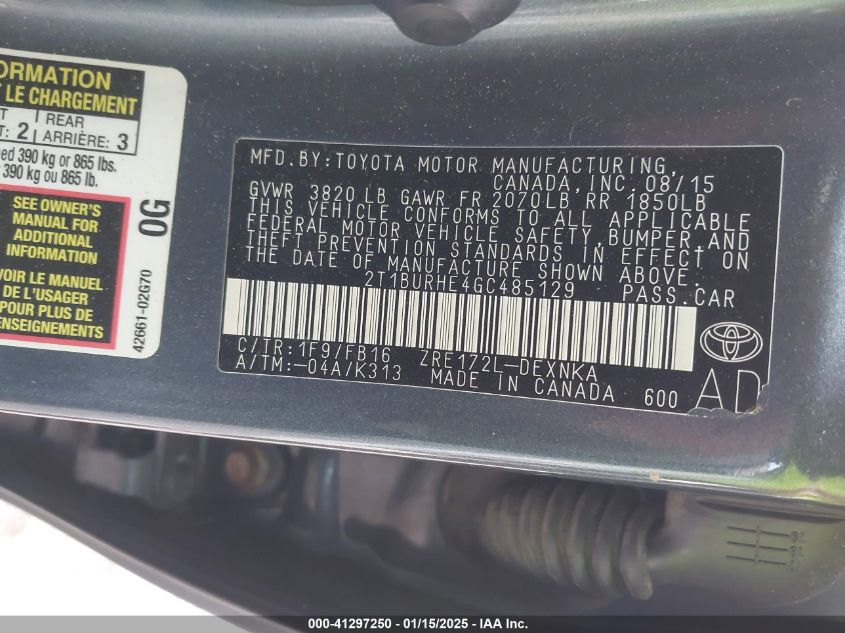 ORMATION
LE CHARGEMENT
REAR
: 2 ARRIÈRE: 3
390 kg or 865 lbs.
390 kg ou 865 lb.
SEE OWNER'S
MANUAL FOR
ADDITIONAL
INFORMATION
VOIR LE MANUEL
DE L'USAGER
POUR PLUS DE
RENSEIGNEMENTS
0G
42661-02G70
MFD. BY: TOYOTA MOTOR MANUFACTURING,
CANADA, INC. 08/15
GVWR 3820 LB GAWR FR 2070LB RR 1850LB
THIS VEHICLE CONFORMS TO ALL APPLICABLE
FEDERAL MOTOR VEHICLE SAFETY, BUMPER, AND
THEFT PREVENTION STANDARDS IN EFFECT ON
THE DATE OF MANUFACTURE SHOWN ABOVE.
2T1BURHE4GC485129 PASS. CAR
C/TR: 1F9/FB16 ZRE172L-DEXNKA
A/TM: -04A/K313 MADE IN CANADA 600 AD
000-41297250 - 01/15/2025 - IAA Inc.